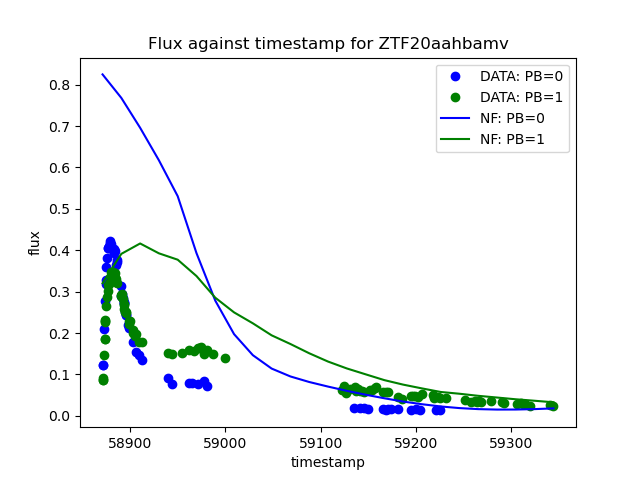 Flux against timestamp for ZTF20aahbamv
DATA: PB=0
DATA: PB=1
NF: PB=0
NF: PB=1
flux
0.8
0.7
0.6
0.5
0.4
0.3
0.2
0.1
0.0
58900 59000 59100 59200 59300
timestamp